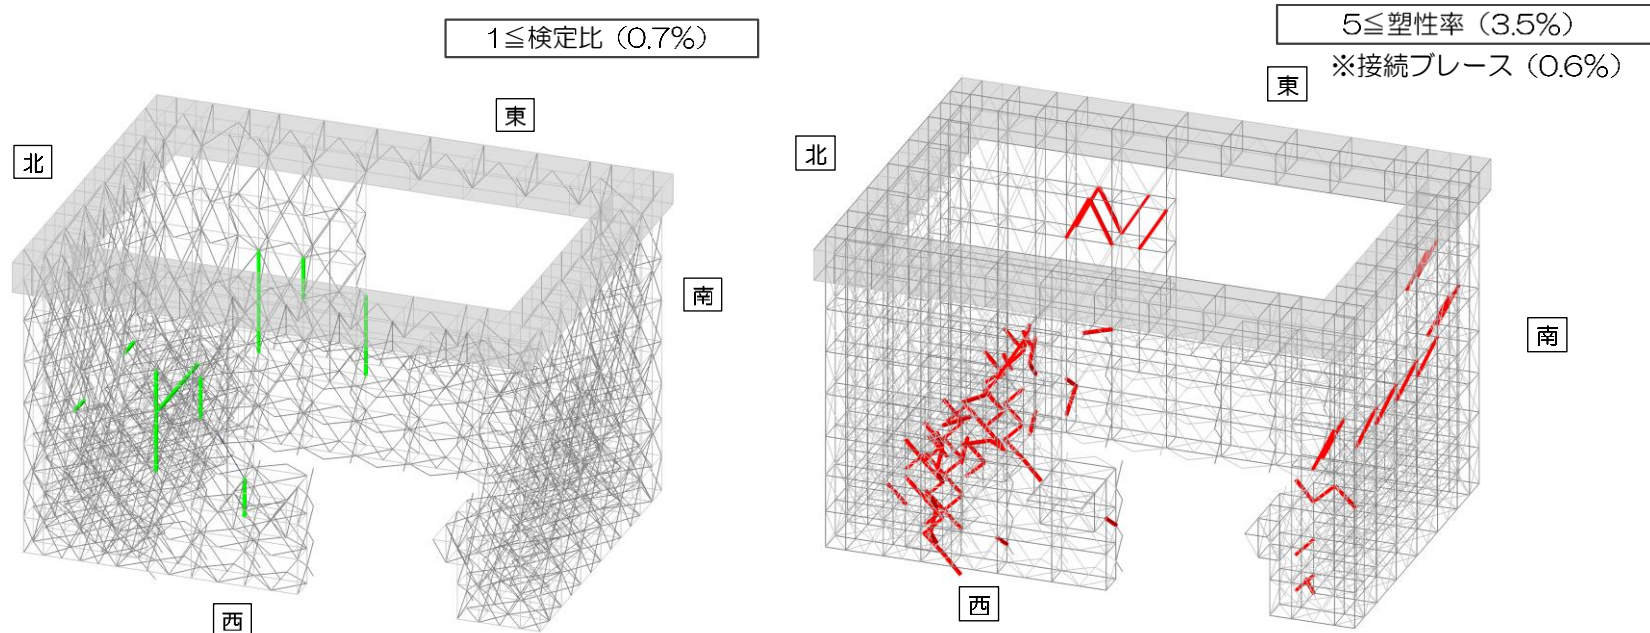 1≦検定比（0.7%）
東
北
南
西
5≦塑性率（3.5%）
※接続ブレース（0.6%）
東
北
南
西